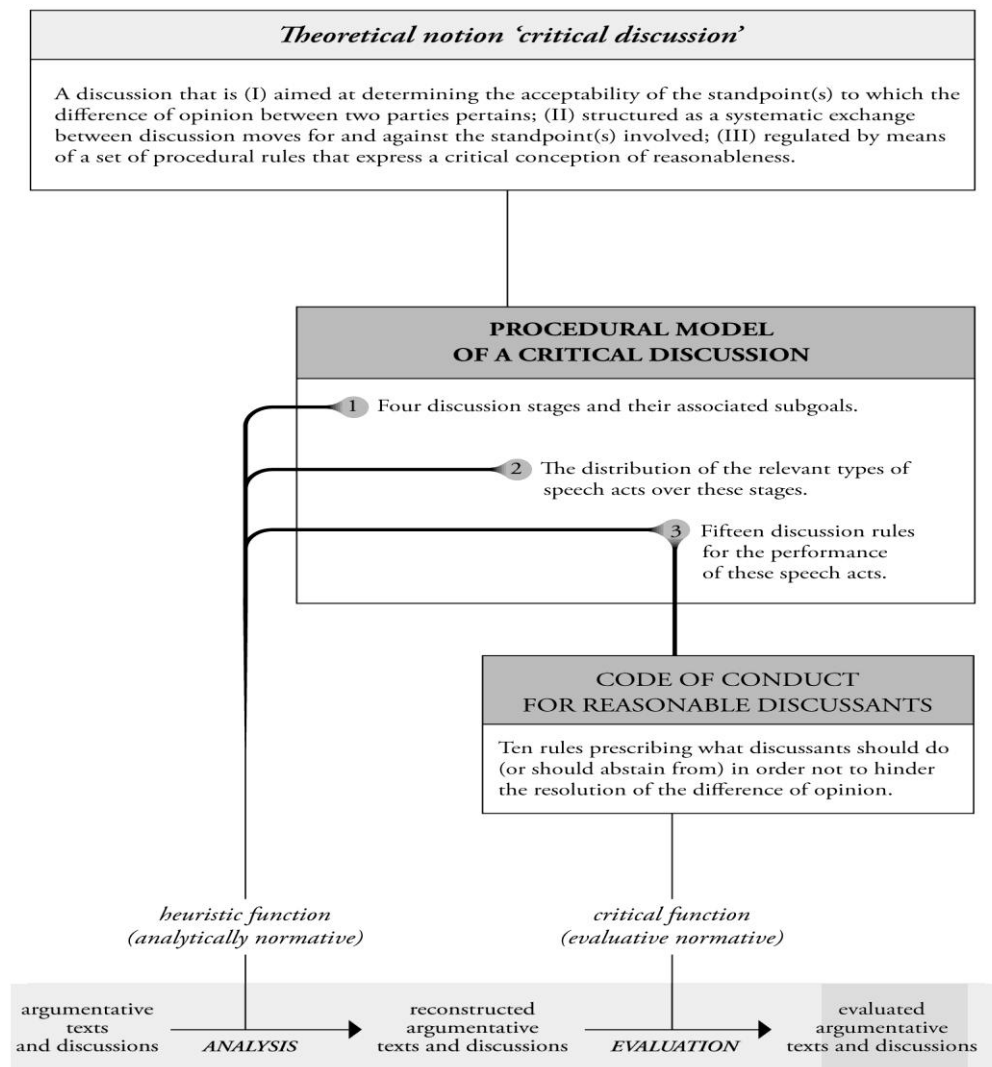 Theoretical notion ‘critical discussion’
A discussion that is (I) aimed at determining the acceptability of the standpoint(s) to which the
difference of opinion between two parties pertains; (II) structured as a systematic exchange
between discussion moves for and against the standpoint(s) involved; (III) regulated by means
of a set of procedural rules that express a critical conception of reasonableness.
PROCEDURAL MODEL
OF A CRITICAL DISCUSSION
1 Four discussion stages and their associated subgoals.
2 The distribution of the relevant types of
speech acts over these stages.
3 Fifteen discussion rules
for the performance
of these speech acts.
CODE OF CONDUCT
FOR REASONABLE DISCUSSANTS
Ten rules prescribing what discussants should do
(or should abstain from) in order not to hinder
the resolution of the difference of opinion.
heuristic function
(analytically normative)
critical function
(evaluative normative)
argumentative
texts
and discussions
ANALYSIS
reconstructed
argumentative
texts and discussions
EVALUATION
evaluated
argumentative
texts and discussions